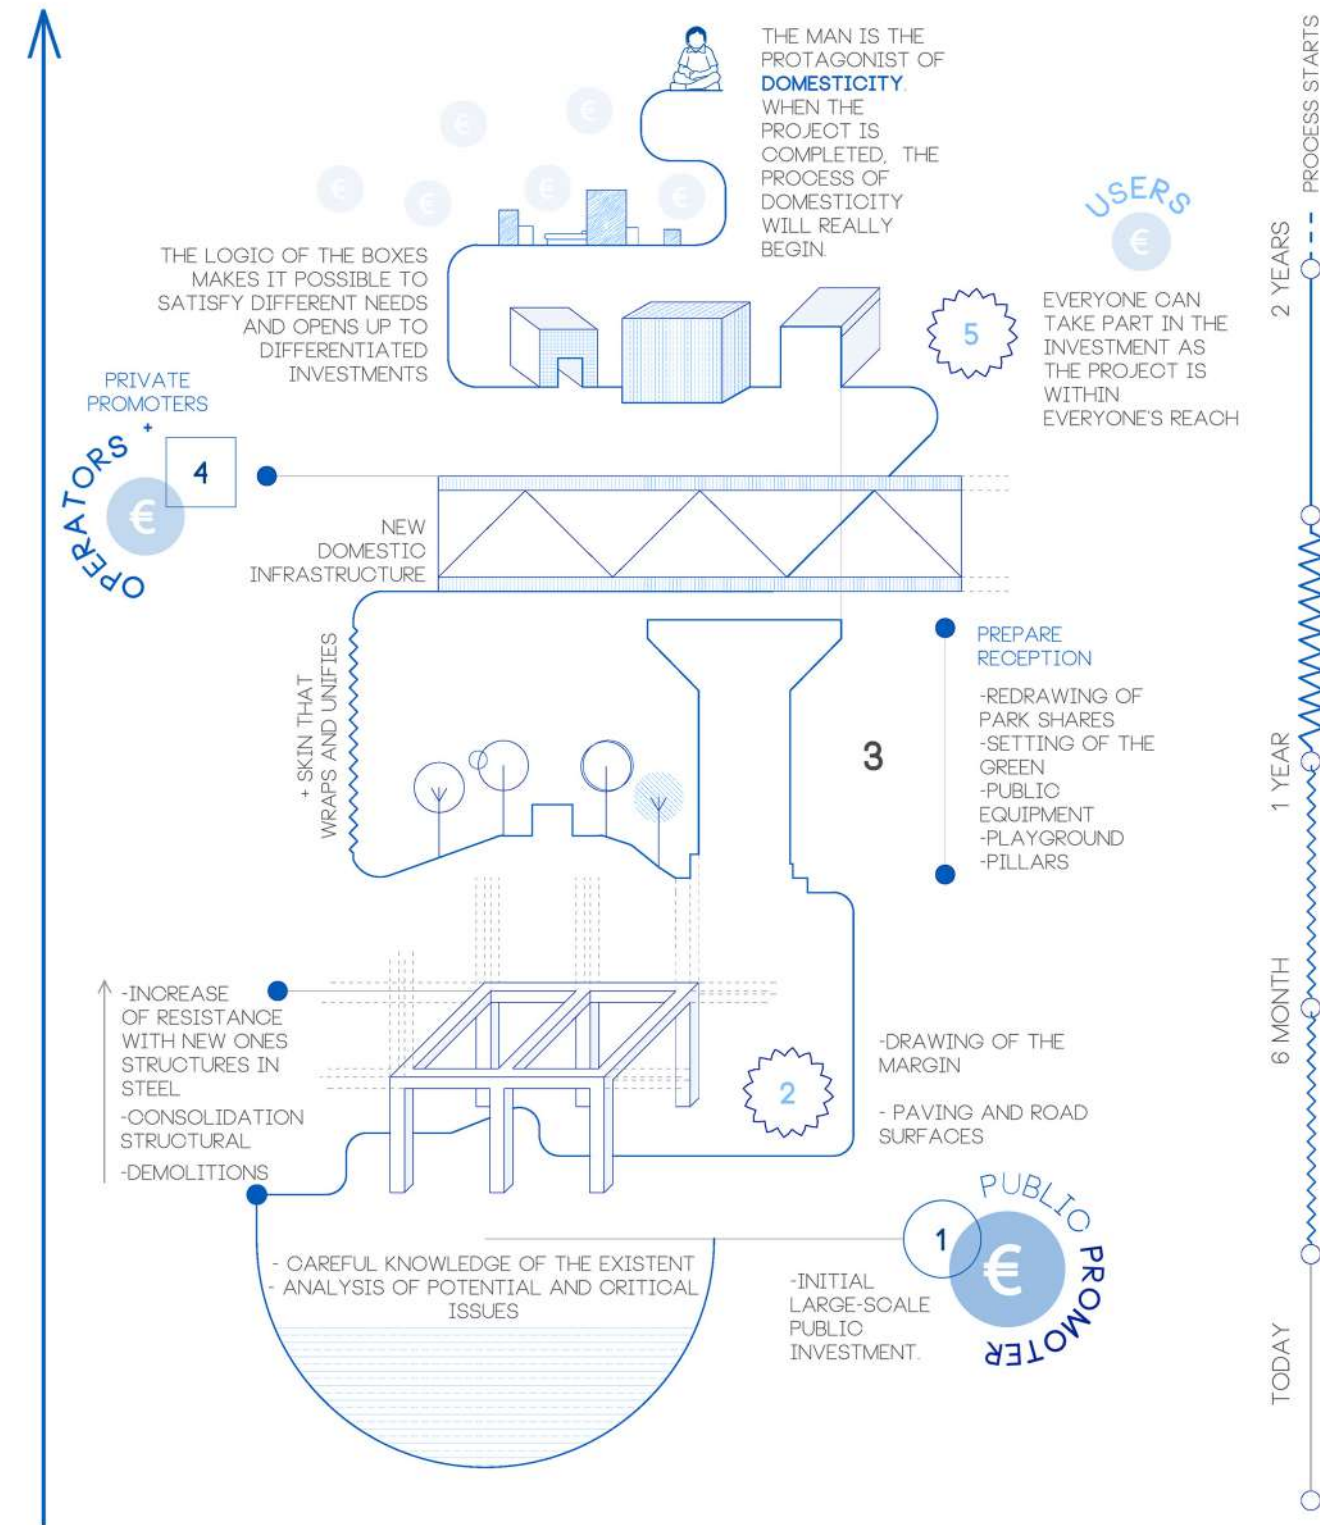 THE MAN IS THE
PROTAGONIST OF
DOMESTICITY.
WHEN THE
PROJECT IS
COMPLETED, THE
PROCESS OF
DOMESTICITY
WILL REALLY
BEGIN.
PROCESS STARTS
USERS
€
€
€
€
€
€
€
THE LOGIC OF THE BOXES
MAKES IT POSSIBLE TO
SATISFY DIFFERENT NEEDS
AND OPENS UP TO
DIFFERENTIATED
INVESTMENTS
5
EVERYONE CAN
TAKE PART IN THE
INVESTMENT AS
THE PROJECT IS
WITHIN
EVERYONE'S REACH
2 YEARS
PRIVATE
PROMOTERS
+
OPERATORS
€
4
NEW
DOMESTIC
INFRASTRUCTURE
+ SKIN THAT
WRAPS AND UNIFIES
3
PREPARE
RECEPTION
-REDRAWING OF
PARK SHARES
-SETTING OF THE
GREEN
-PUBLIC
EQUIPMENT
-PLAYGROUND
-PILLARS
1 YEAR
-INCREASE
OF RESISTANCE
WITH NEW ONES
STRUCTURES IN
STEEL
-CONSOLIDATION
STRUCTURAL
-DEMOLITIONS
2
-DRAWING OF THE
MARGIN
- PAVING AND ROAD
SURFACES
6 MONTH
- CAREFUL KNOWLEDGE OF THE EXISTENT
- ANALYSIS OF POTENTIAL AND CRITICAL
ISSUES
1
€
PUBLIC PROMOTER
-INITIAL
LARGE-SCALE
PUBLIC
INVESTMENT.
TODAY